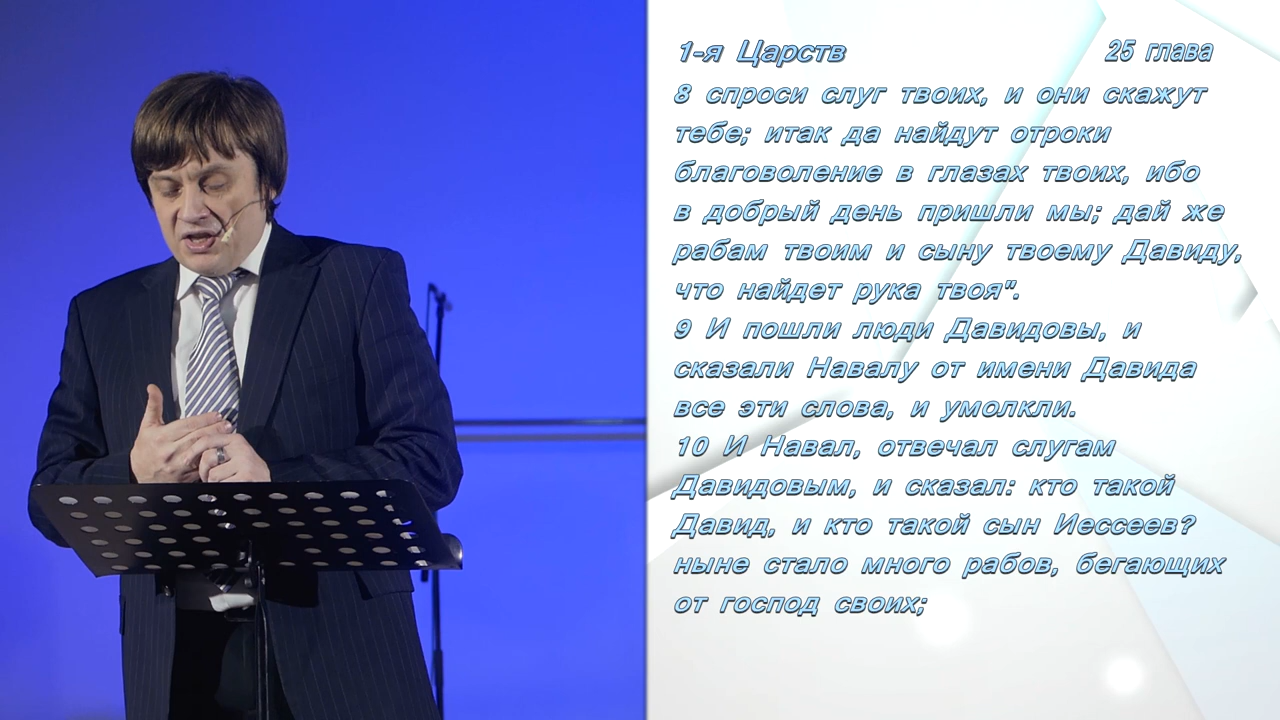 1-я Царств 25 глава
8 спроси слуг твоих, и они скажут
тебе; итак да найдут отроки
благоволение в глазах твоих, ибо
в добрый день пришли мы; дай же
рабам твоим и сыну твоему Давиду,
что найдет рука твоя".
9 И пошли люди Давидовы, и
сказали Навалу от имени Давида
все эти слова, и умолкли.
10 И Навал, отвечал слугам
Давидовым, и сказал: кто такой
Давид, и кто такой сын Иессеев?
ныне стало много рабов, бегающих
от господ своих;